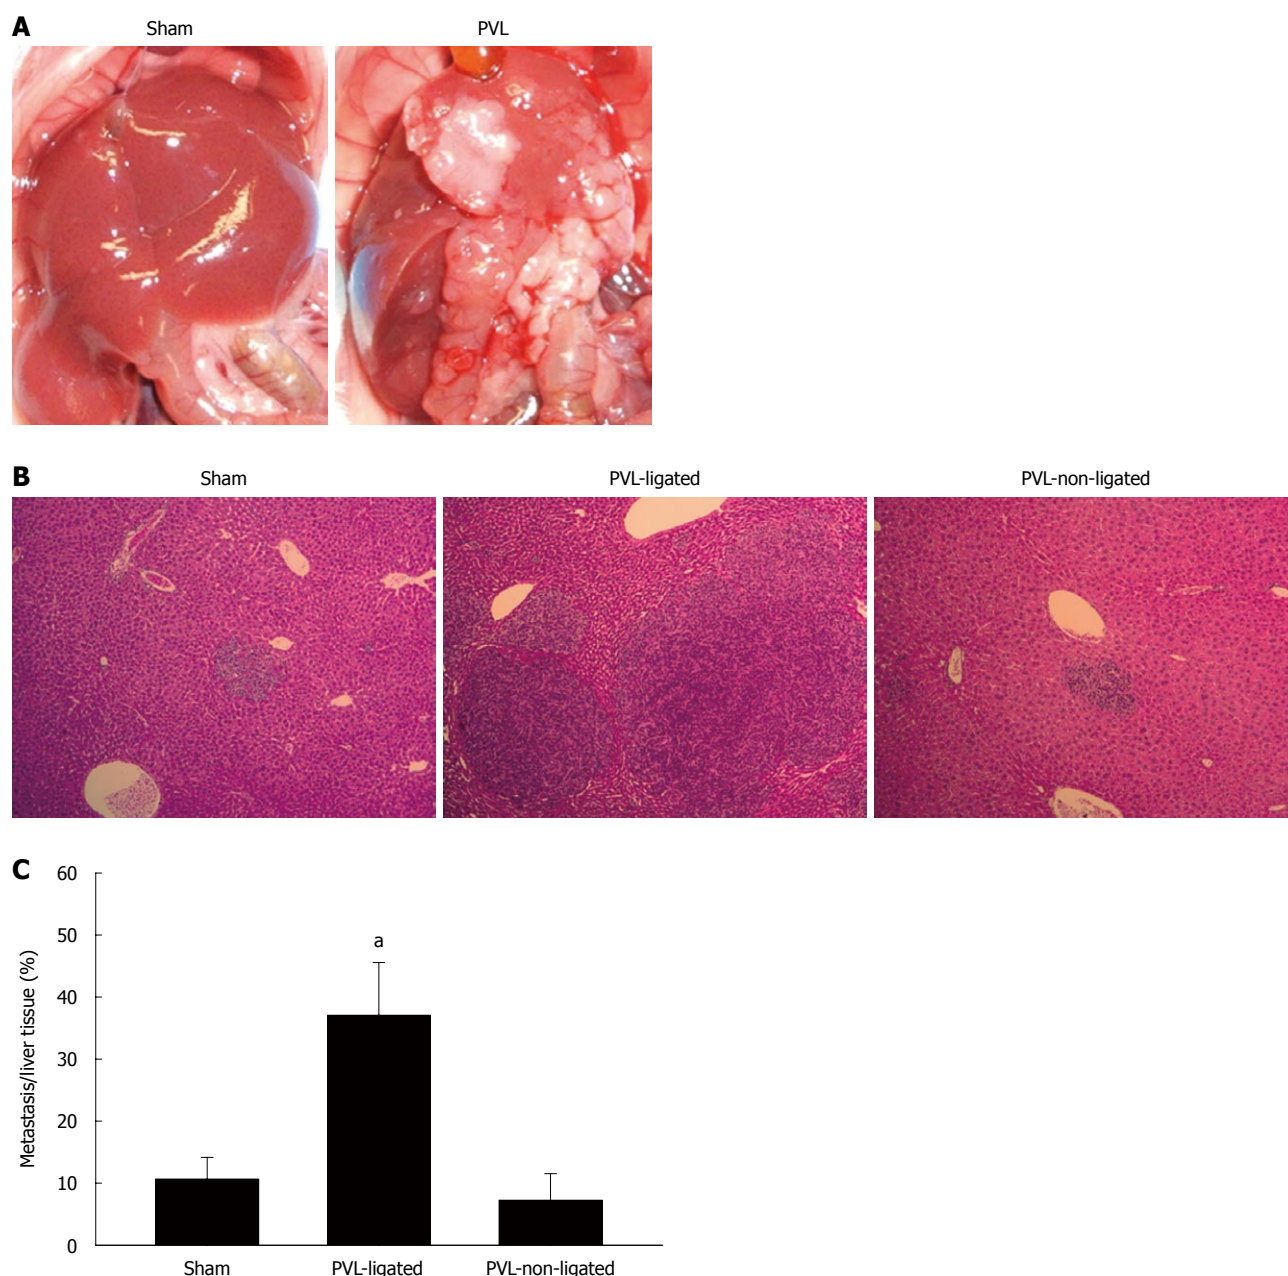 A
Sham PVL
B
Sham PVL-ligated PVL-non-ligated
C
60
50
40
30
20
10
0
Metastasis/liver tissue (%)
a
Sham PVL-ligated PVL-non-ligated